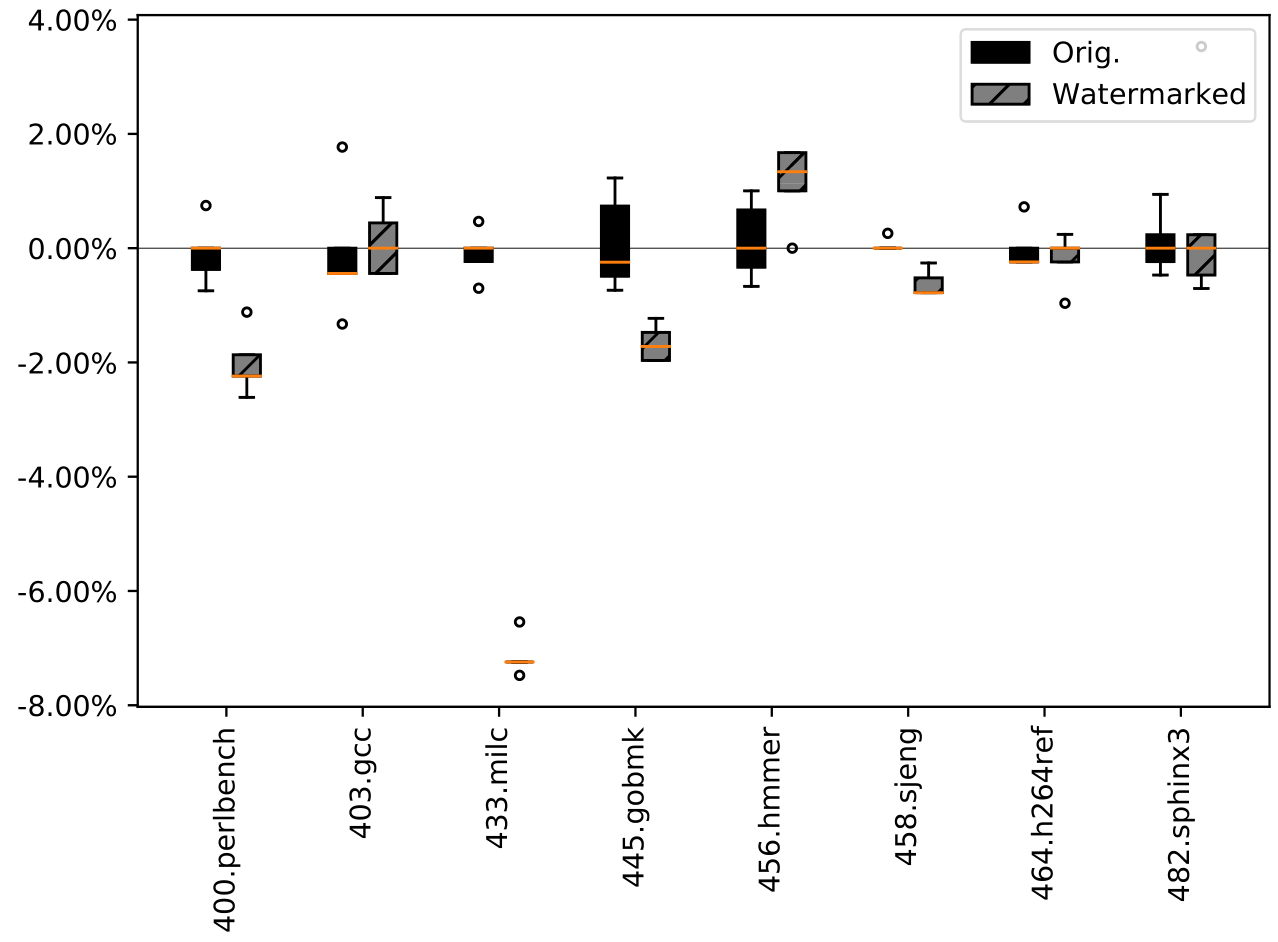 4.00%
2.00%
0.00%
-2.00%
-4.00%
-6.00%
-8.00%
Orig.
Watermarked
400.perlbench
403.gcc
433.milc
445.gobmk
456.hmmer
458.sjeng
464.h264ref
482.sphinx3